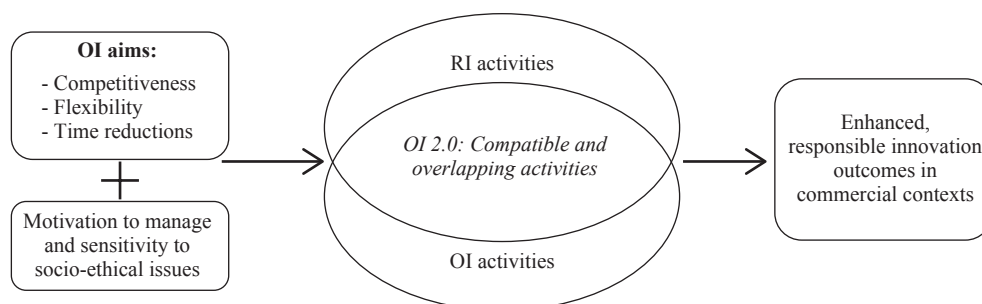 OI aims:
- Competitiveness
- Flexibility
- Time reductions
Motivation to manage
and sensitivity to
socio-ethical issues
RI activities
OI 2.0: Compatible and
overlapping activities
OI activities
Enhanced,
responsible innovation
outcomes in
commercial contexts